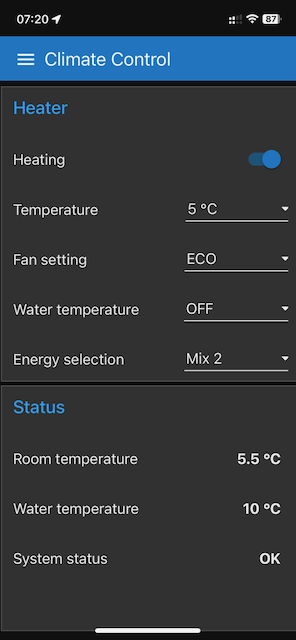 07:20 87
Climate Control
Heater
Heating
Temperature 5 °C
Fan setting ECO
Water temperature OFF
Energy selection Mix 2
Status
Room temperature 5.5 °C
Water temperature 10 °C
System status OK